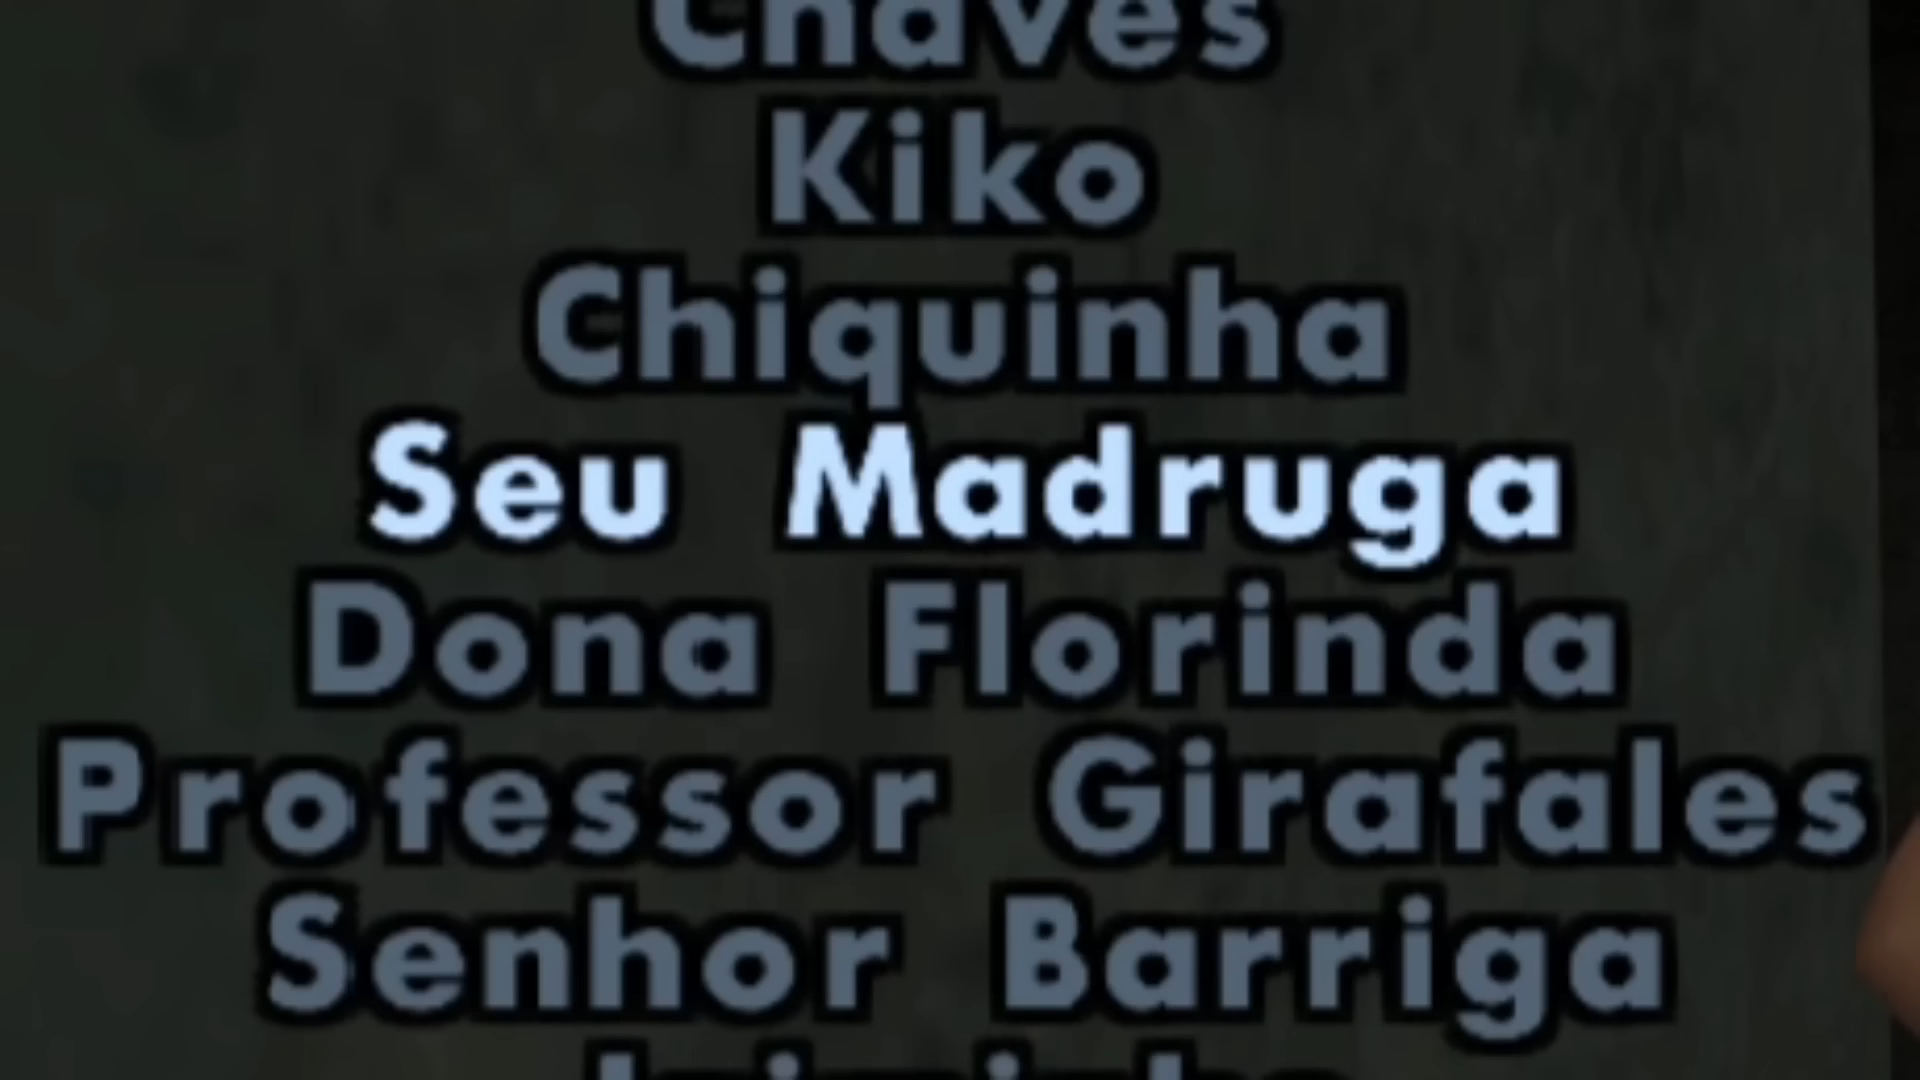 Chaves
Kiko
Chiquinha
Seu Madruga
Dona Florinda
Professor Girafales
Senhor Barriga